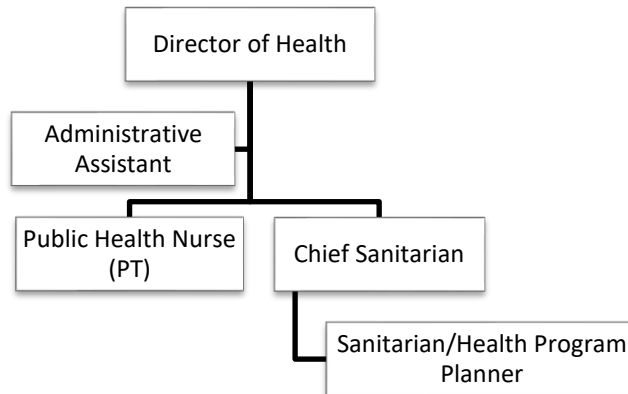 Director of Health
Administrative
Assistant
Public Health Nurse
(PT)
Chief Sanitarian
Sanitarian/Health Program
Planner